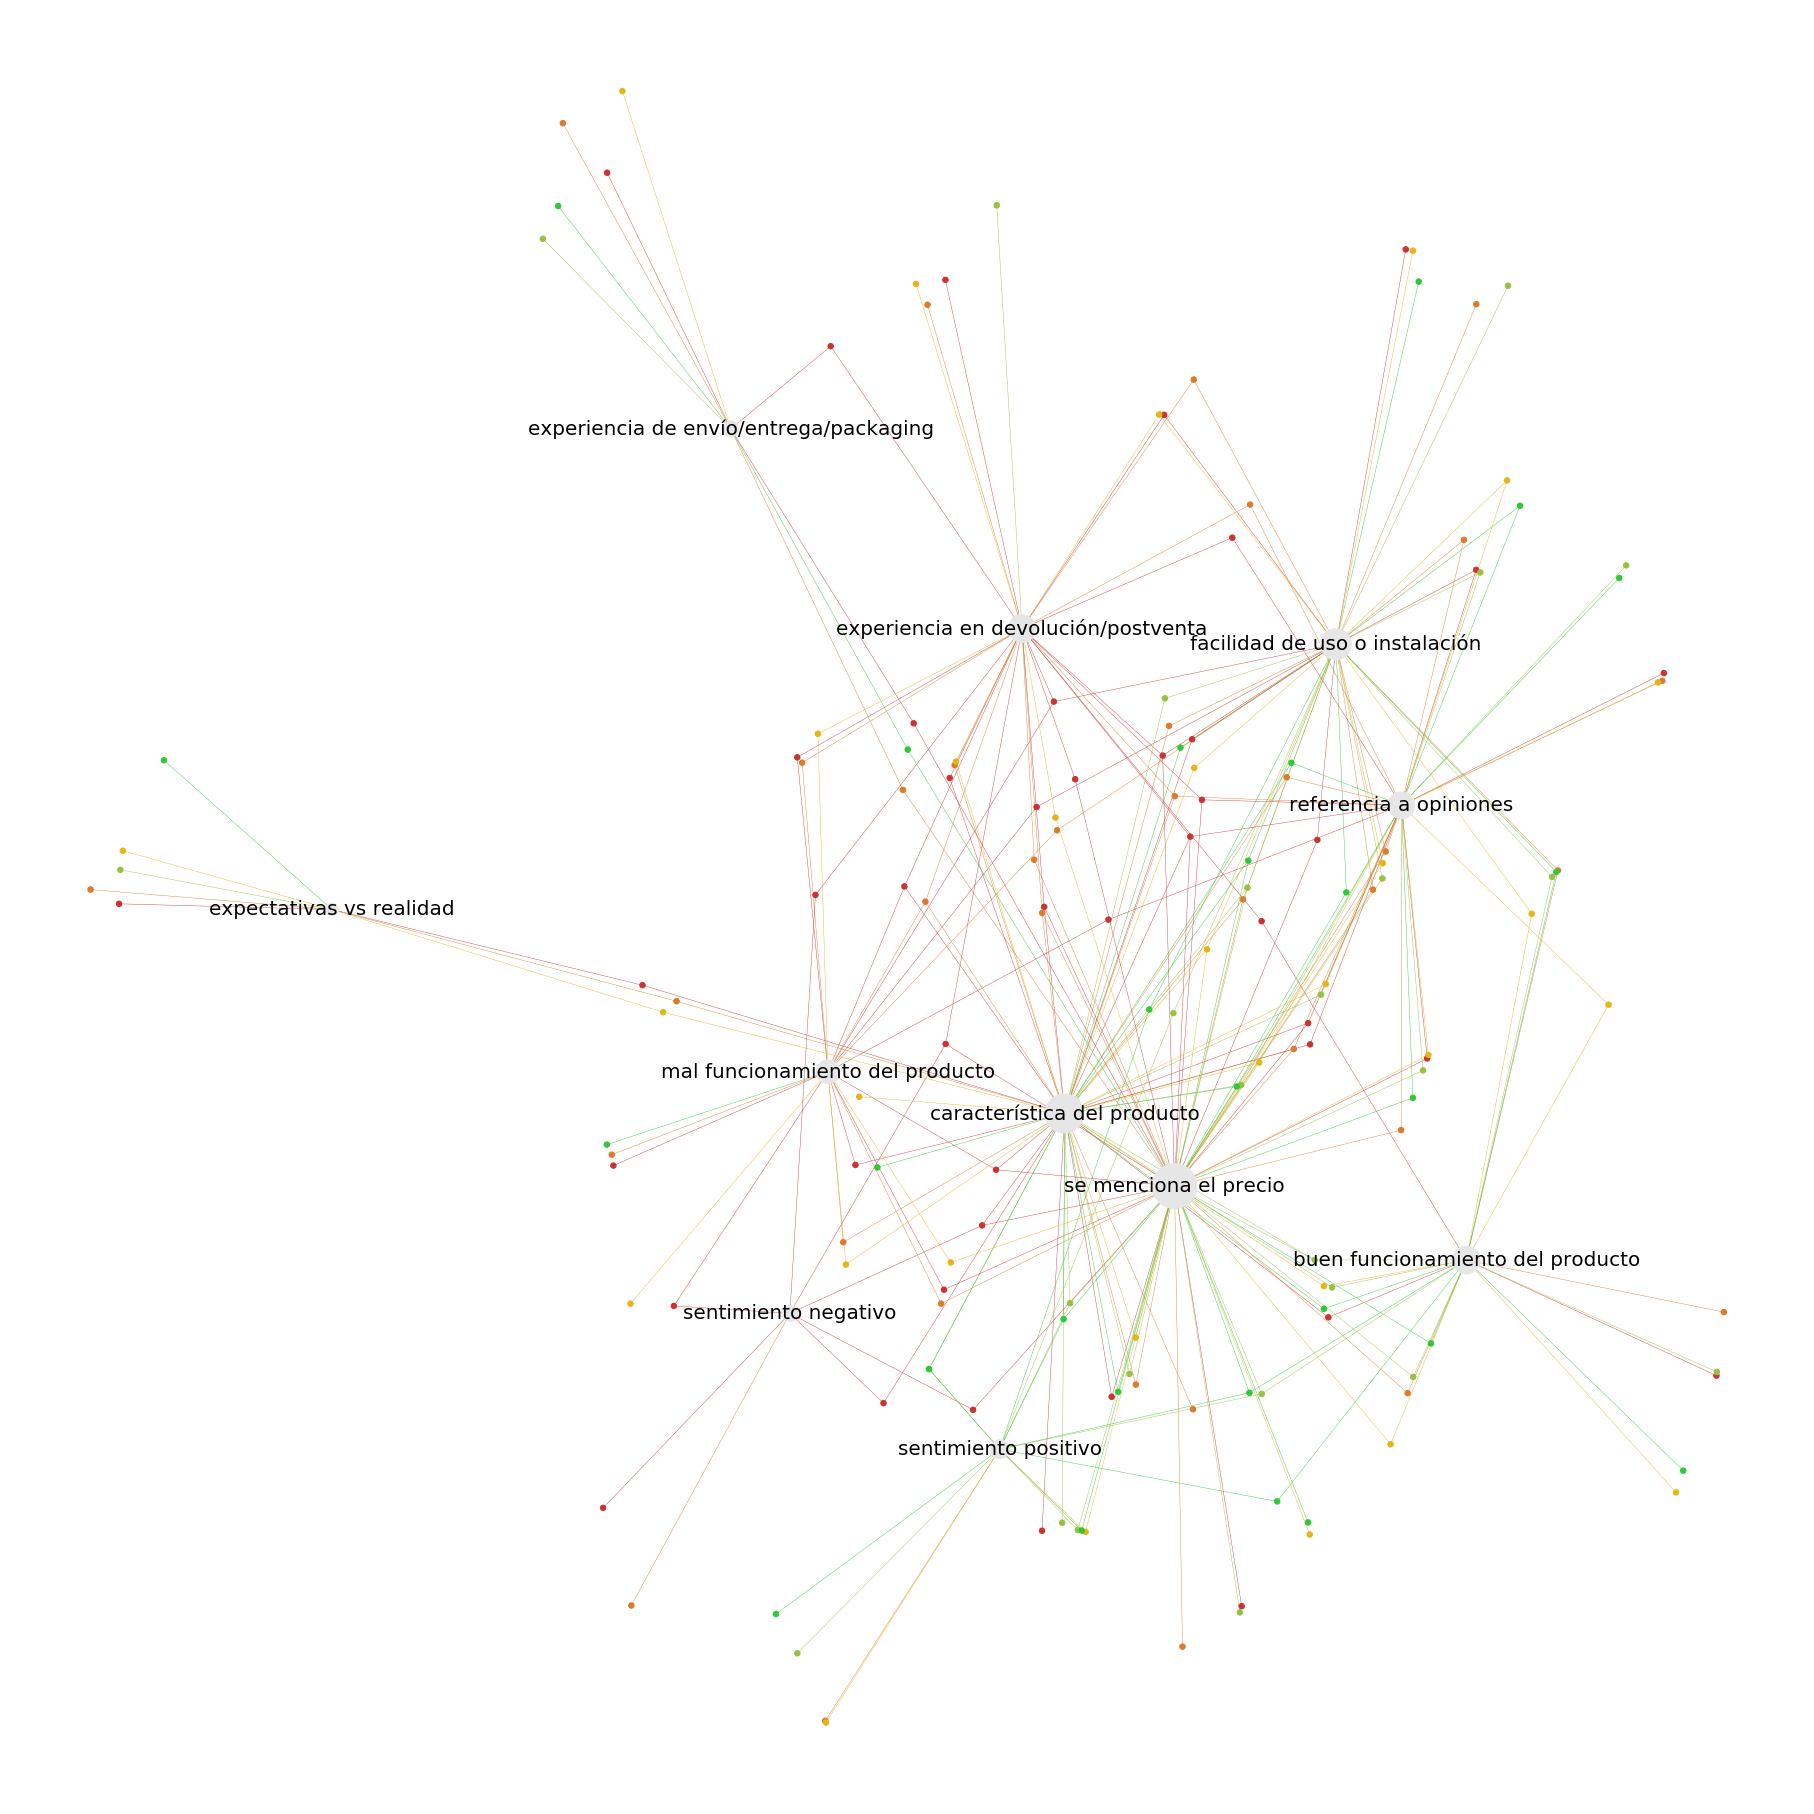 experiencia de envío/entrega/packaging
experiencia en devolución/postventa
facilidad de uso o instalación
referencia a opiniones
expectativas vs realidad
mal funcionamiento del producto
característica del producto
se menciona el precio
buen funcionamiento del producto
sentimiento negativo
sentimiento positivo